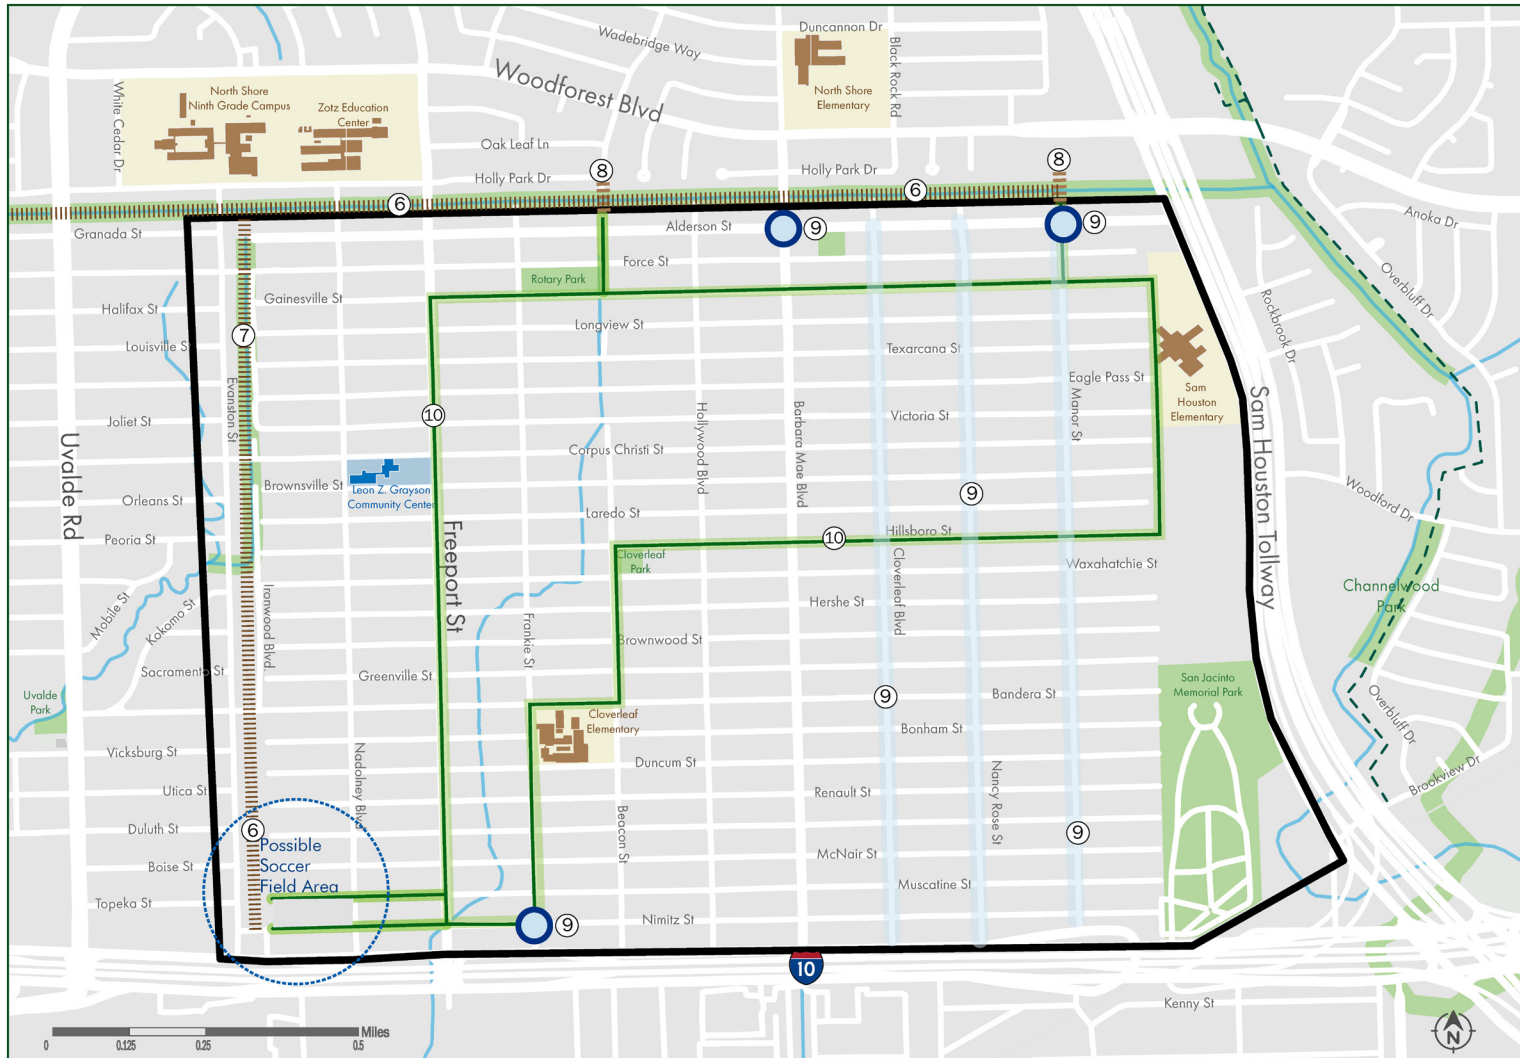 Duncannon Dr
Wadebridge Way
Black Rock Rd
Woodforest Blvd
White Cedar Dr
North Shore
Ninth Grade Campus
Zotz Education
Center
North Shore
Elementary
Oak Leaf Ln
Holly Park Dr
8
Holly Park Dr
8
6
6
Granada St
Alderson St
9
9
Anoka Dr
Force St
Rotary Park
Overbluff Dr
Gainesville St
Halifax St
Longview St
Rockbrook Dr
7
Louisville St
Texarcana St
Eagle Pass St
Sam
Houston
Elementary
Evanston St
Joliet St
10
Hollywood Blvd
Barbara Mae Blvd
Victoria St
Manor St
Sam Houston Tollway
Uvalde Rd
Corpus Christi St
Brownsville St
Leon Z. Grayson
Community Center
Orleans St
9
Woodford Dr
Laredo St
Freeport St
Peoria St
10
Hillsboro St
Cloverleaf
Park
Cloverleaf Blvd
Waxahatchie St
Channelwood
Park
Mobile St
Kokomo St
Ironwood Blvd.
Hershe St
Frankie St
Brownwood St
Sacramento St
Greenville St
San Jacinto
Memorial Park
Uvalde
Park
9
Bandera St
Overbluff Dr
Cloverleaf
Elementary
Bonham St
Vicksburg St
Nadolney Blvd
Duncum St
Nancy Rose St
Brookview Dr
Utica St
Renault St
Duluth St
6
Beacon St
9
Possible
Soccer
Field Area
Boise St
McNair St
Muscatine St
Topeka St
9
Nimitz St
10
Kenny St
Miles
0
0.125
0.25
0.5
N